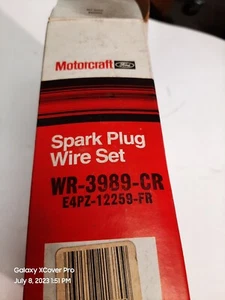 Motorcraft Ford
Spark Plug
Wire Set
WR-3989-CR
E4PZ-12259-FR
Galaxy XCover Pro
July 8, 2023 1:51 PM